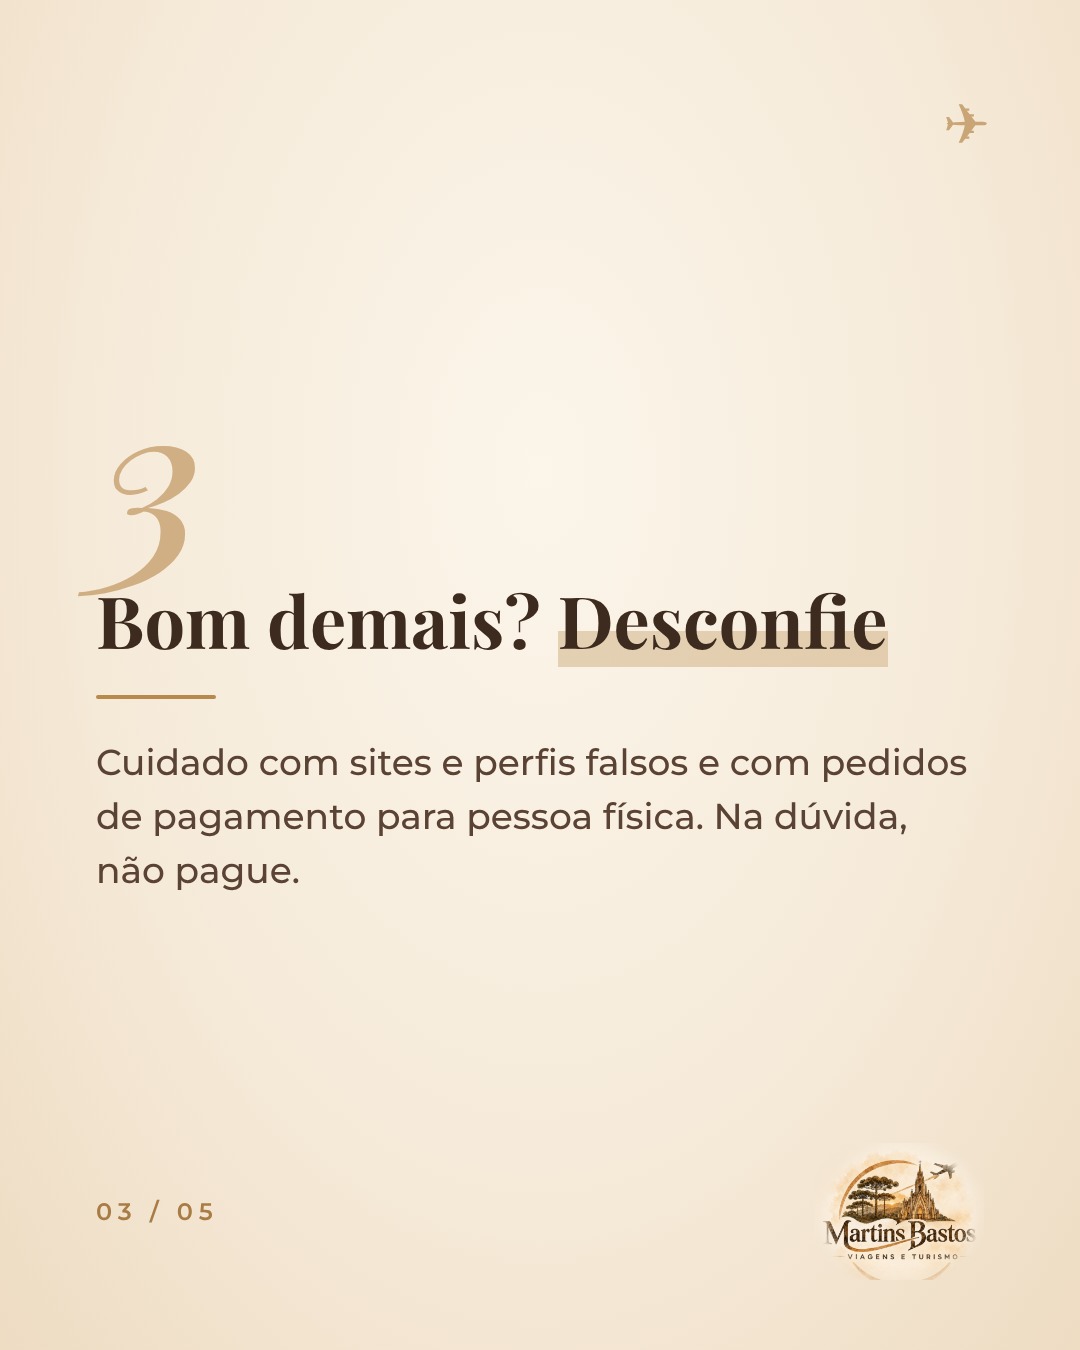 3
Bom demais? Desconfie
Cuidado com sites e perfis falsos e com pedidos
de pagamento para pessoa física. Na dúvida,
não pague.
03 / 05
Martins Bastos
VIAGENS E TURISMO